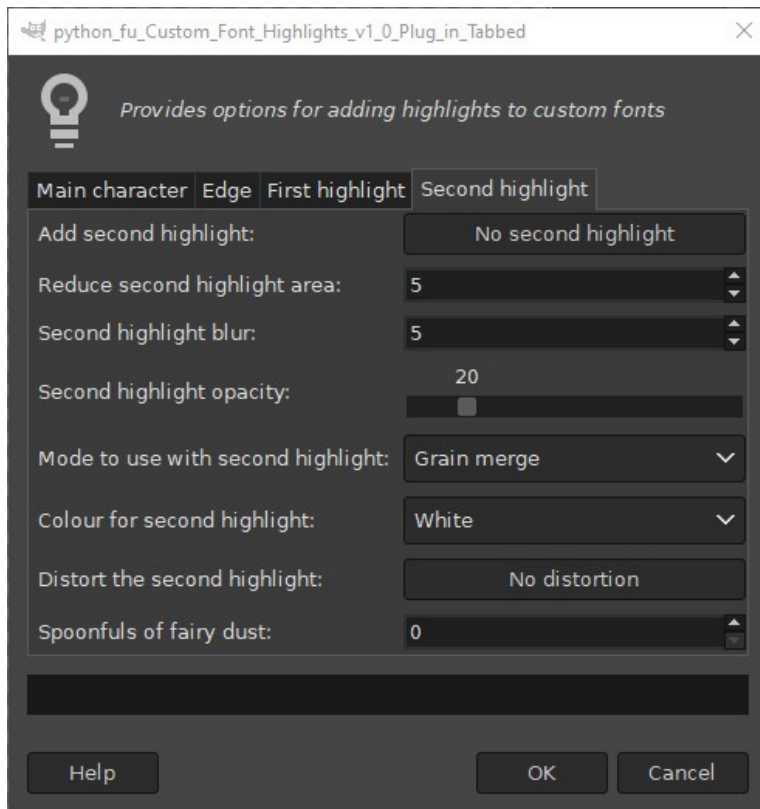 python_fu_Custom_Font_Highlights_v1_0_Plug_in_Tabbed
Provides options for adding highlights to custom fonts
Main character Edge First highlight Second highlight
Add second highlight: No second highlight
Reduce second highlight area: 5
Second highlight blur: 5
20
Second highlight opacity:
Mode to use with second highlight: Grain merge
Colour for second highlight: White
Distort the second highlight: No distortion
Spoonfuls of fairy dust: 0
Help OK Cancel